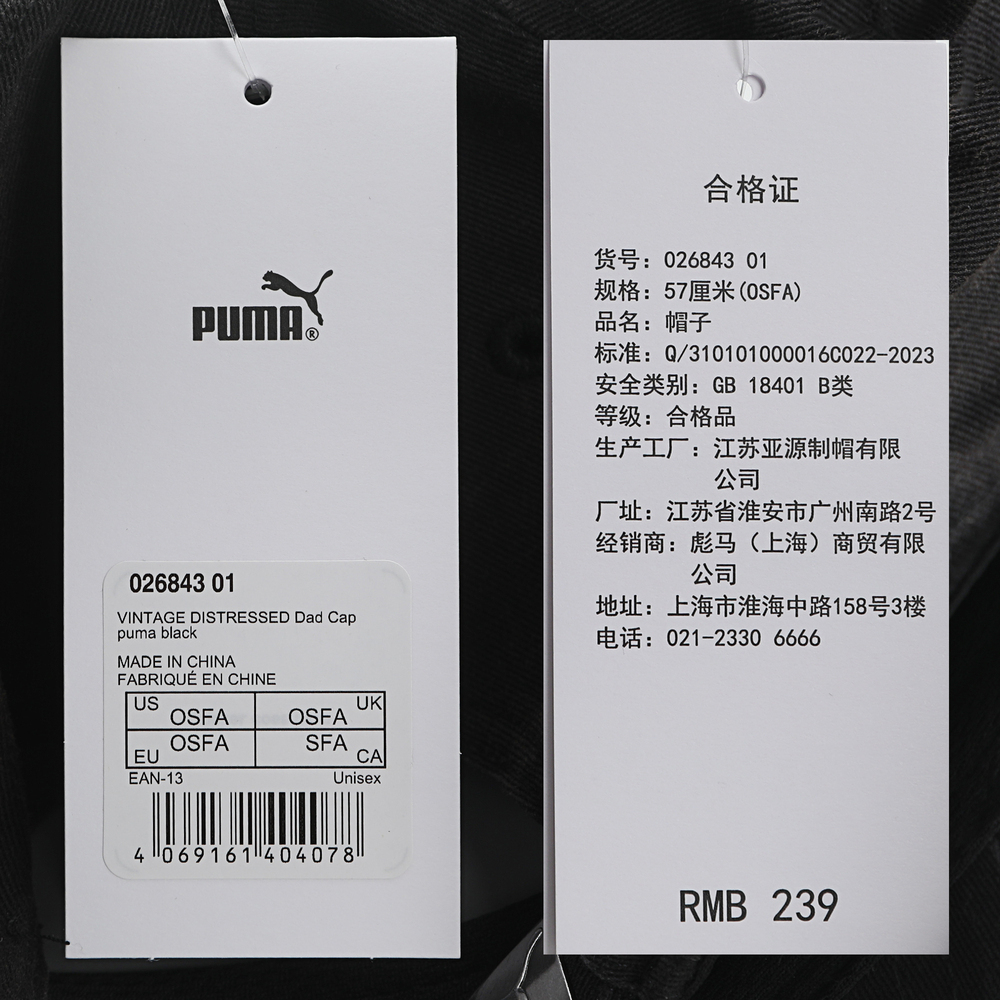 PUMA®
026843 01
VINTAGE DISTRESSED Dad Cap
puma black
MADE IN CHINA
FABRIQUÉ EN CHINE
US OSFA OSFA UK
EU OSFA SFA CA
EAN-13 Unisex
4 069161 404078
合格证
货号：026843 01
规格：57厘米(OSFA)
品名：帽子
标准：Q/310101000016C022-2023
安全类别：GB 18401 B类
等级：合格品
生产工厂：江苏亚源制帽有限
公司
厂址：江苏省淮安市广州南路2号
经销商：彪马（上海）商贸有限
公司
地址：上海市淮海中路158号3楼
电话：021-2330 6666
RMB 239